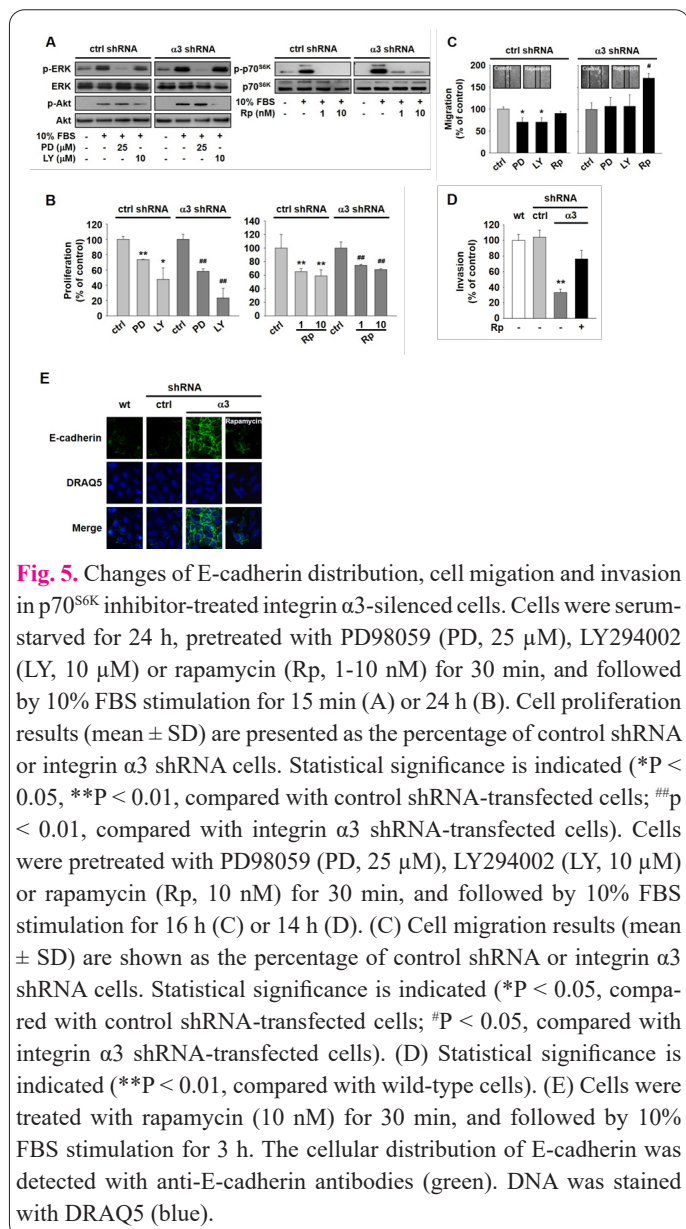 A
ctrl shRNA α3 shRNA
p-ERK
ERK
p-Akt
Akt
10% FBS - + + + - + + +
PD (μM) 25 25
LY (μM) 10 10
ctrl shRNA α3 shRNA
p-p70S6K
p70S6K
10% FBS - + + + - + + +
Rp (nM) 1 10 1 10
C
ctrl shRNA α3 shRNA
Migration
(% of control)
200
150
100
50
0
* * #
ctrl PD LY Rp ctrl PD LY Rp
B
ctrl shRNA α3 shRNA
Proliferation
(% of control)
120
100
80
60
40
20
0
** * ## ##
ctrl PD LY ctrl PD LY
ctrl shRNA α3 shRNA
140
120
100
80
60
40
20
0
** ** ## ##
ctrl 1 10 ctrl 1 10
Rp Rp
D
shRNA
wt ctrl α3
Invasion
(% of control)
120
100
80
60
40
20
0
**
Rp - - - +
E
shRNA
wt ctrl α3
Rapamycin
E-cadherin
DRAQ5
Merge
Fig. 5. Changes of E-cadherin distribution, cell migation and invasion
in p70S6K inhibitor-treated integrin α3-silenced cells. Cells were serum-
starved for 24 h, pretreated with PD98059 (PD, 25 μM), LY294002
(LY, 10 μM) or rapamycin (Rp, 1-10 nM) for 30 min, and followed
by 10% FBS stimulation for 15 min (A) or 24 h (B). Cell proliferation
results (mean ± SD) are presented as the percentage of control shRNA
or integrin α3 shRNA cells. Statistical significance is indicated (*P <
0.05, **P < 0.01, compared with control shRNA-transfected cells; ##p
< 0.01, compared with integrin α3 shRNA-transfected cells). Cells
were pretreated with PD98059 (PD, 25 μM), LY294002 (LY, 10 μM)
or rapamycin (Rp, 10 nM) for 30 min, and followed by 10% FBS
stimulation for 16 h (C) or 14 h (D). (C) Cell migration results (mean
± SD) are shown as the percentage of control shRNA or integrin α3
shRNA cells. Statistical significance is indicated (*P < 0.05, compa-
red with control shRNA-transfected cells; #P < 0.05, compared with
integrin α3 shRNA-transfected cells). (D) Statistical significance is
indicated (**P < 0.01, compared with wild-type cells). (E) Cells were
treated with rapamycin (10 nM) for 30 min, and followed by 10%
FBS stimulation for 3 h. The cellular distribution of E-cadherin was
detected with anti-E-cadherin antibodies (green). DNA was stained
with DRAQ5 (blue).